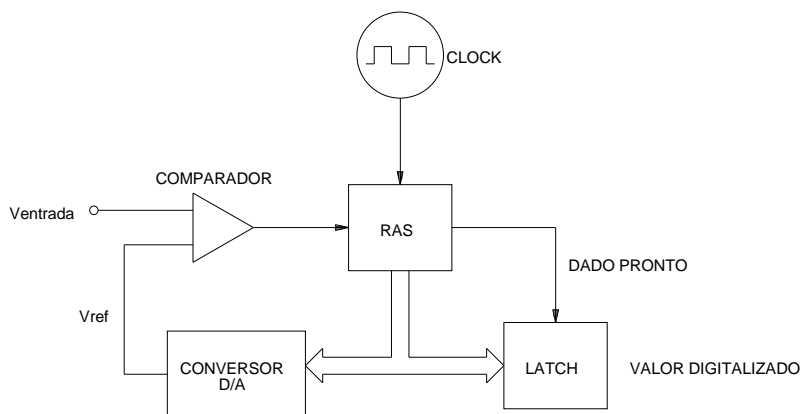 CLOCK
COMPARADOR
Ventrada
RAS
DADO PRONTO
Vref
CONVERSOR
D/A
LATCH
VALOR DIGITALIZADO